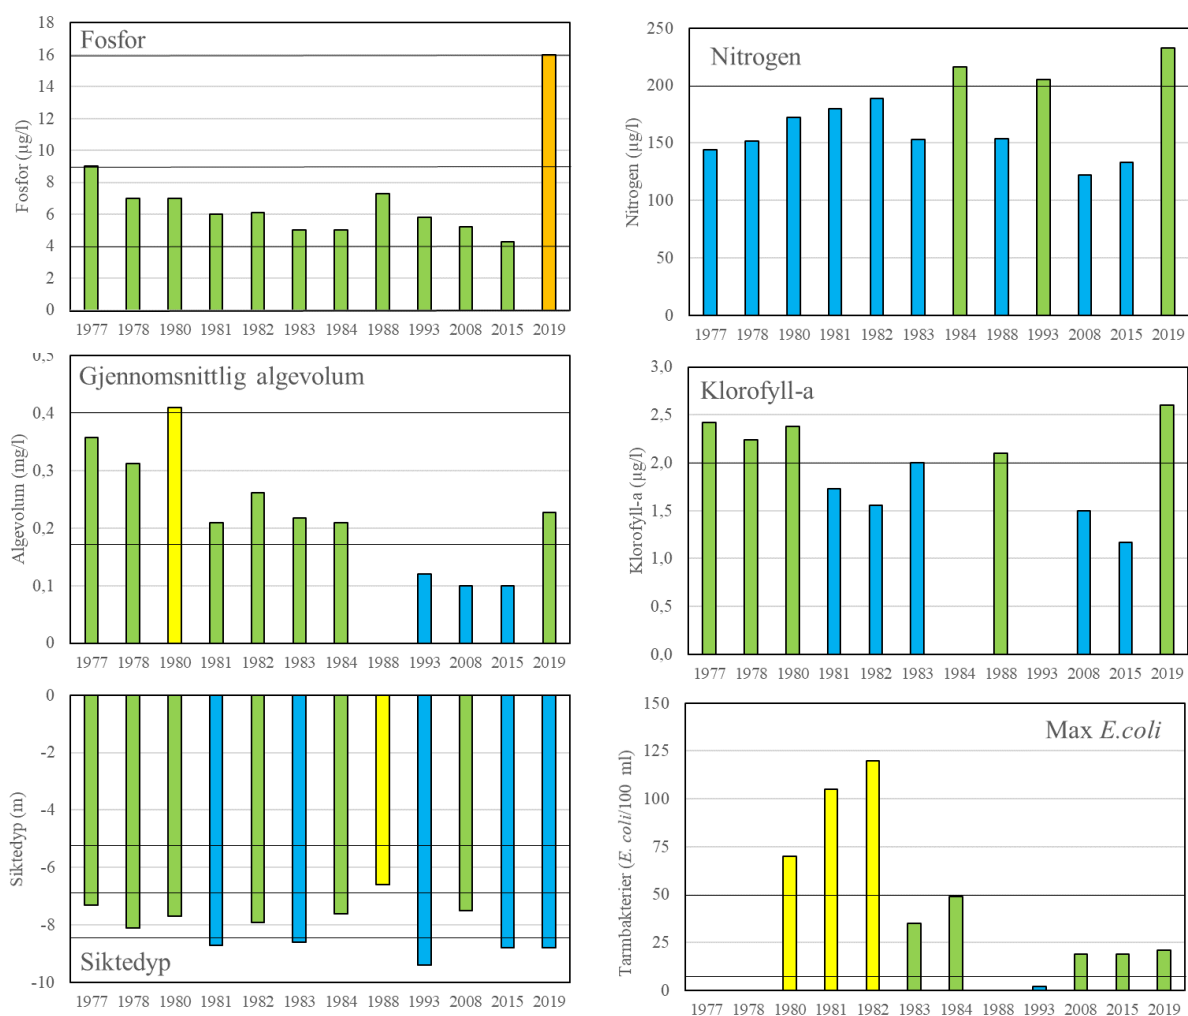 Fosfor
Fosfor (µg/l)
18
16
14
12
10
8
6
4
2
0
1977 1978 1980 1981 1982 1983 1984 1988 1993 2008 2015 2019
Nitrogen
Nitrogen (µg/l)
250
200
150
100
50
0
1977 1978 1980 1981 1982 1983 1984 1988 1993 2008 2015 2019
Gjennomsnittlig algevolum
Algevolum (mg/l)
0,5
0,4
0,3
0,2
0,1
0
1977 1978 1980 1981 1982 1983 1984 1988 1993 2008 2015 2019
Klorofyll-a
Klorofyll-a (µg/l)
3,0
2,5
2,0
1,5
1,0
0,5
0,0
1977 1978 1980 1981 1982 1983 1984 1988 1993 2008 2015 2019
Siktedyp (m)
0
-2
-4
-6
-8
-10
Siktedyp
1977 1978 1980 1981 1982 1983 1984 1988 1993 2008 2015 2019
Max E.coli
Tarmbakterier (E. coli/100 ml)
150
125
100
75
50
25
0
1977 1978 1980 1981 1982 1983 1984 1988 1993 2008 2015 2019